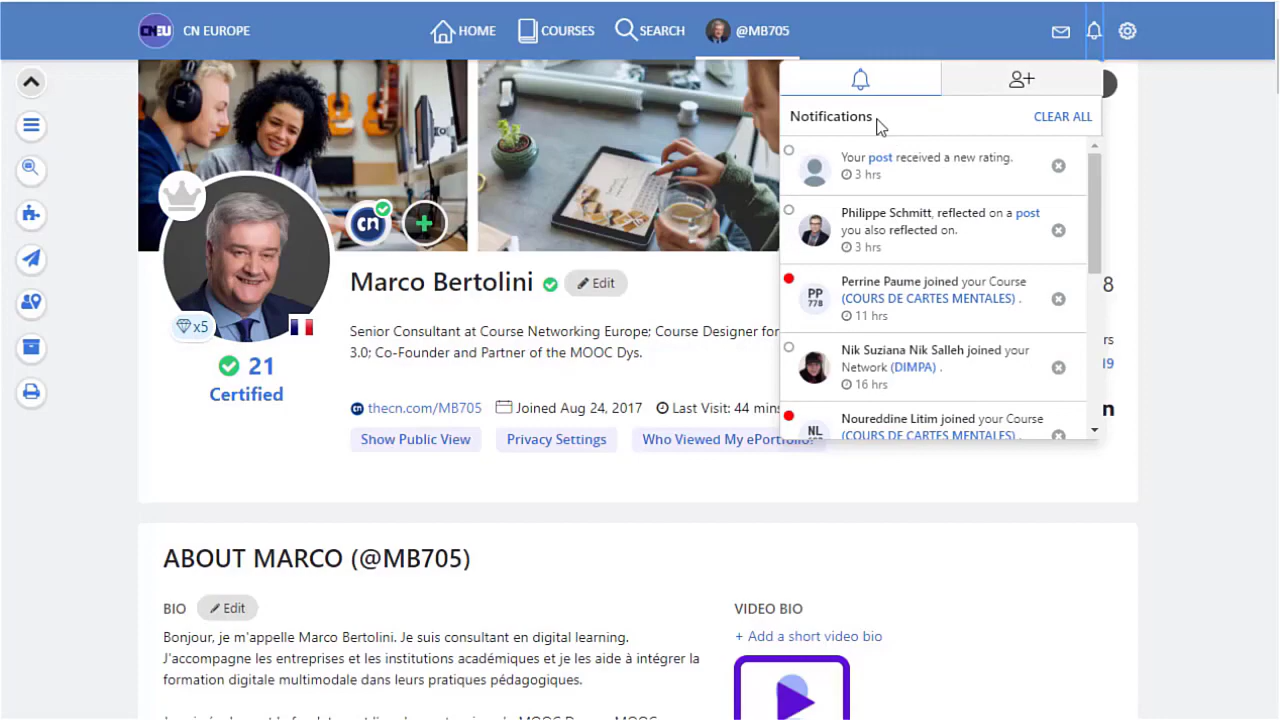 CNEU CN EUROPE HOME COURSES SEARCH @MB705
Notifications CLEAR ALL
Your post received a new rating.
3 hrs
Philippe Schmitt, reflected on a post
you also reflected on.
3 hrs
Perrine Paume joined your Course
(COURS DE CARTES MENTALES) .
11 hrs
PP
778
Nik Suziana Nik Salleh joined your
Network (DIMPA) .
16 hrs
Noureddine Litim joined your Course
(COURS DE CARTES MENTALES) .
NL
cn
x5
21
Certified
Marco Bertolini Edit
Senior Consultant at Course Networking Europe; Course Designer for
3.0; Co-Founder and Partner of the MOOC Dys.
cn thecn.com/MB705 Joined Aug 24, 2017 Last Visit: 44 mins
Show Public View Privacy Settings Who Viewed My ePortfolio?
8
rs
19
n
ABOUT MARCO (@MB705)
BIO Edit
Bonjour, je m'appelle Marco Bertolini. Je suis consultant en digital learning.
J'accompagne les entreprises et les institutions académiques et je les aide à intégrer la
formation digitale multimodale dans leurs pratiques pédagogiques.
VIDEO BIO
+ Add a short video bio